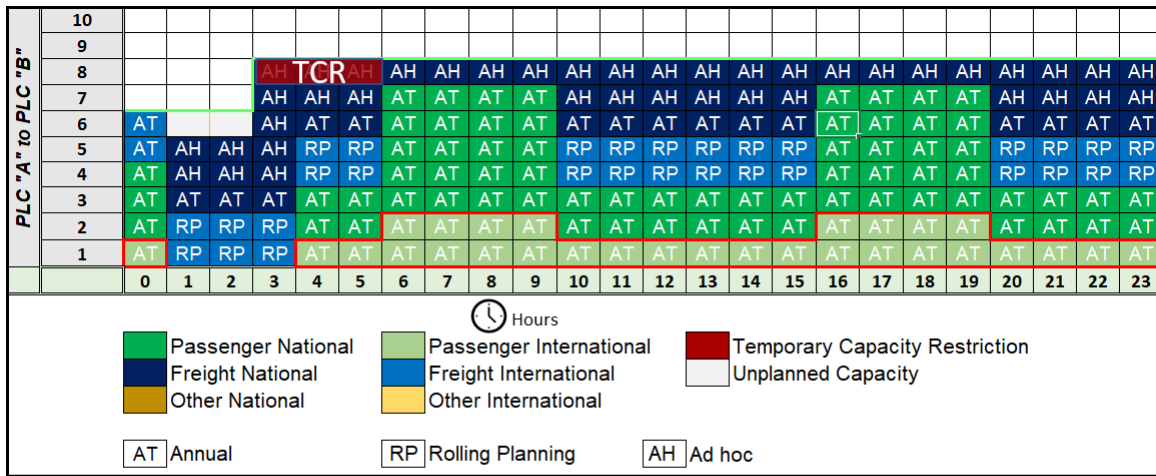 PLC "A" to PLC "B"
10
9
8 AH TCR AH AH AH AH AH AH AH AH AH AH AH AH AH AH AH AH AH AH AH
7 AH AH AH AT AT AT AT AH AH AH AH AH AH AT AT AT AT AH AH AH AH
6 AT AH AT AT AT AT AT AT AT AT AT AT AT AT AT AT AT AT AT AT AT AT
5 AT AH AH AH RP RP AT AT AT AT RP RP RP RP RP RP AT AT AT AT RP RP RP RP
4 AT AH AH AH RP RP AT AT AT AT RP RP RP RP RP RP AT AT AT AT RP RP RP RP
3 AT AT AT AT AT AT AT AT AT AT AT AT AT AT AT AT AT AT AT AT AT AT AT AT
2 AT RP RP RP AT AT AT AT AT AT AT AT AT AT AT AT AT AT AT AT AT AT AT AT
1 AT RP RP RP AT AT AT AT AT AT AT AT AT AT AT AT AT AT AT AT AT AT AT AT
0 1 2 3 4 5 6 7 8 9 10 11 12 13 14 15 16 17 18 19 20 21 22 23
Hours
Passenger National Passenger International Temporary Capacity Restriction
Freight National Freight International Unplanned Capacity
Other National Other International
AT Annual RP Rolling Planning AH Ad hoc